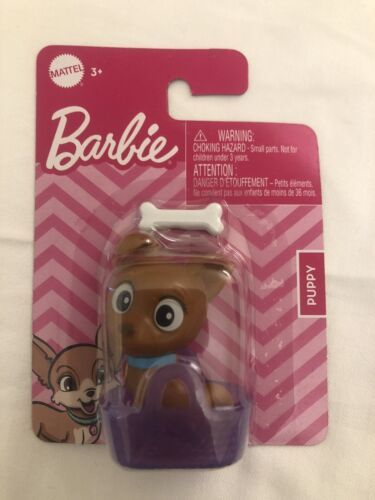 MATTEL
3+
Barbie
WARNING:
CHOKING HAZARD - Small parts. Not for
children under 3 years.
ATTENTION :
DANGER D'ÉTOUFFEMENT – Petits éléments.
Ne convient pas aux enfants de moins de 36 mois.
PUPPY